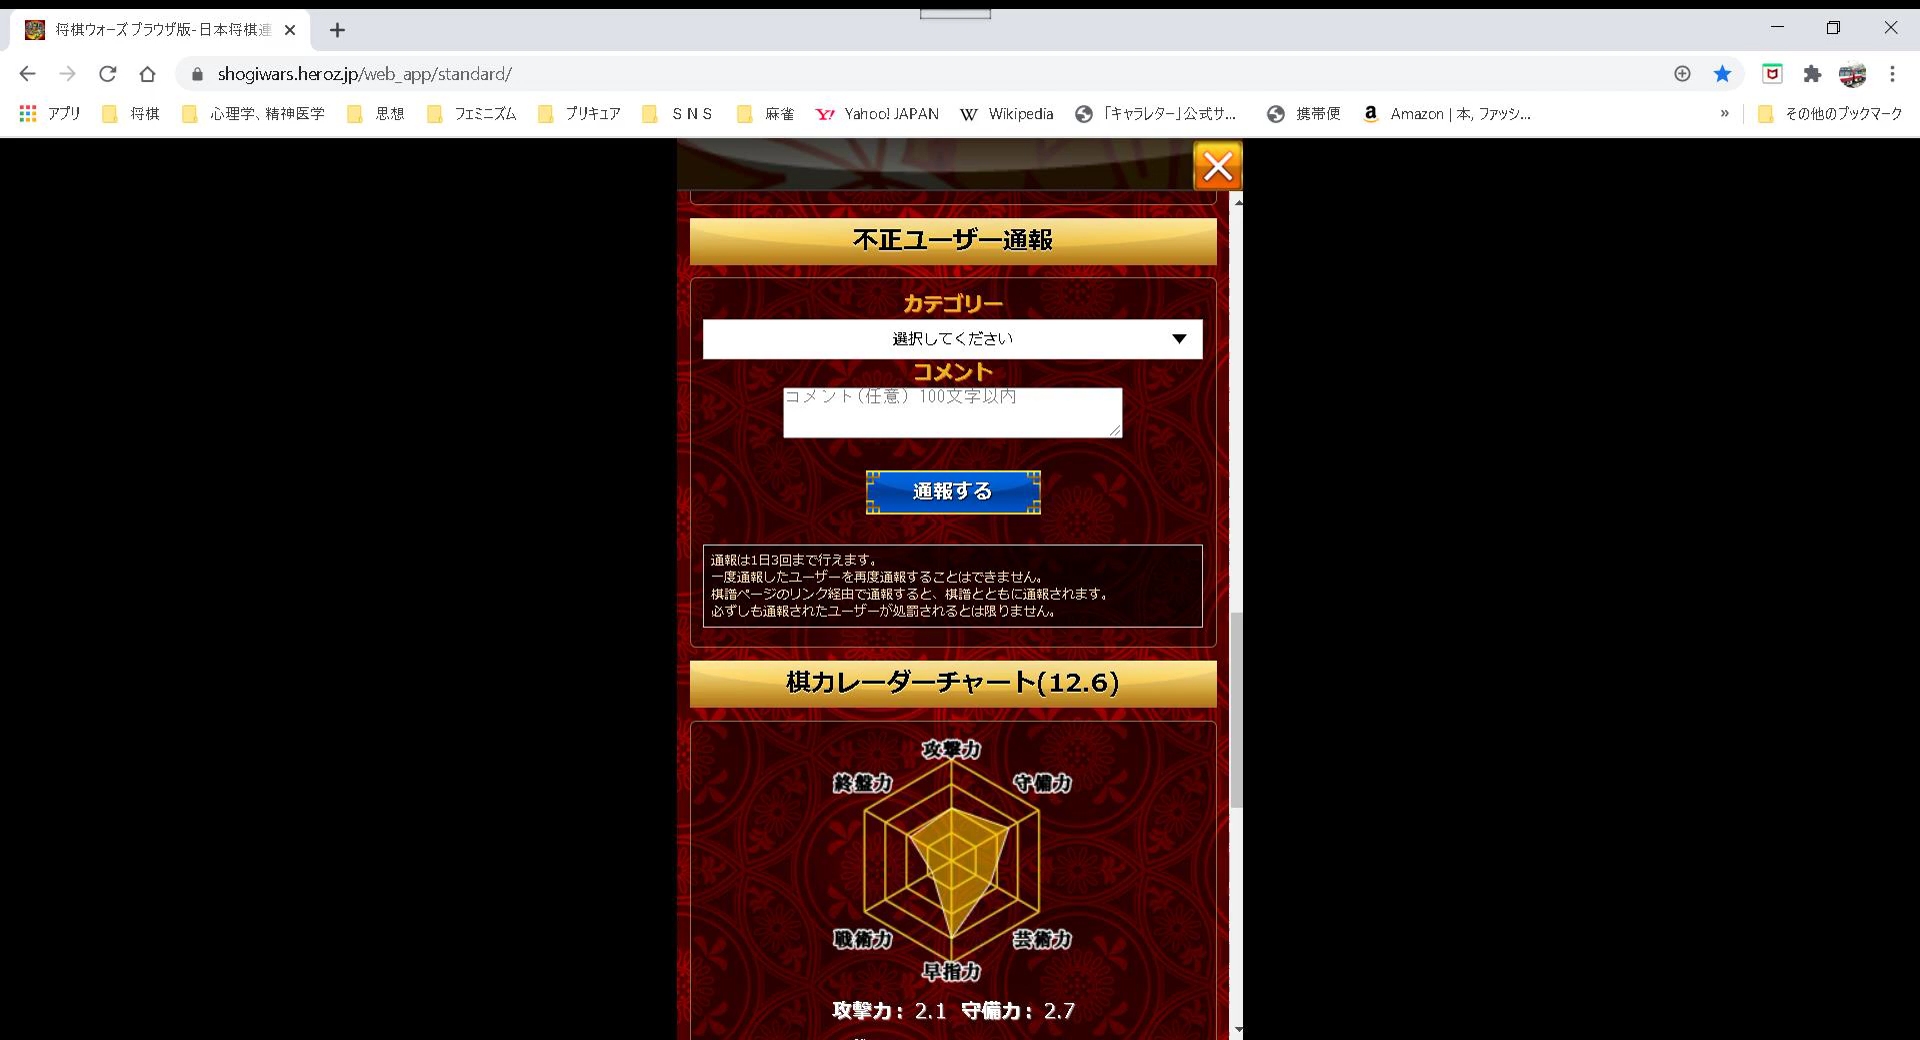 将棋ウォーズ ブラウザ版-日本将棋連
shogiwars.heroz.jp/web_app/standard/
アプリ 将棋 心理学、精神医学 思想 フェミニズム プリキュア ＳＮＳ 麻雀 Yahoo! JAPAN Wikipedia 「キャラレター」公式サ... 携帯便 Amazon | 本, ファッシ... » その他のブックマーク
不正ユーザー通報
カテゴリー
選択してください
コメント
コメント(任意) 100文字以内
通報する
通報は1日3回まで行えます。
一度通報したユーザーを再度通報することはできません。
棋譜ページのリンク経由で通報すると、棋譜とともに通報されます。
必ずしも通報されたユーザーが処罰されるとは限りません。
棋力レーダーチャート(12.6)
攻撃力
終盤力 守備力
戦術力 芸術力
早指力
攻撃力： 2.1 守備力： 2.7